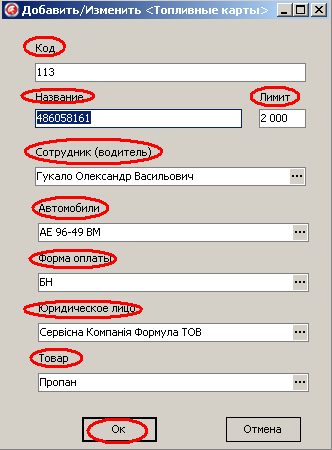 Добавить/Изменить <Топливные карты>
Код
113
Название Лимит
486058161 2 000
Сотрудник (водитель)
Гукало Олександр Васильович ...
Автомобили
АЕ 96-49 ВМ ...
Форма оплаты
БН ...
Юридическое лицо
Сервісна Компанія Формула ТОВ ...
Товар
Пропан ...
Ок Отмена